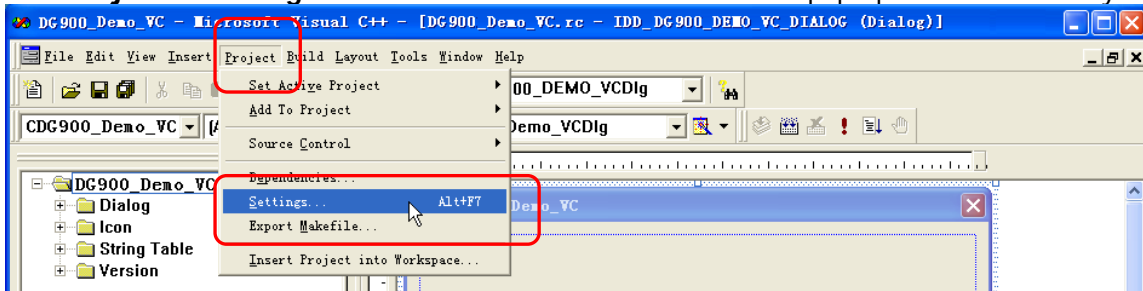 DG900_Demo_VC - Microsoft Visual C++ - [DG900_Demo_VC.rc - IDD_DG900_DEMO_VC_DIALOG (Dialog)]
File Edit View Insert Project Build Layout Tools Window Help
Set Active Project
00_DEMO_VCDlg
Add To Project
CDG900_Demo_VC
Demo_VCDlg
Source Control
Dependencies...
DG900_Demo_VC
Settings... Alt+F7
Demo_VC
Dialog
Icon
Export Makefile...
String Table
Insert Project into Workspace...
Version